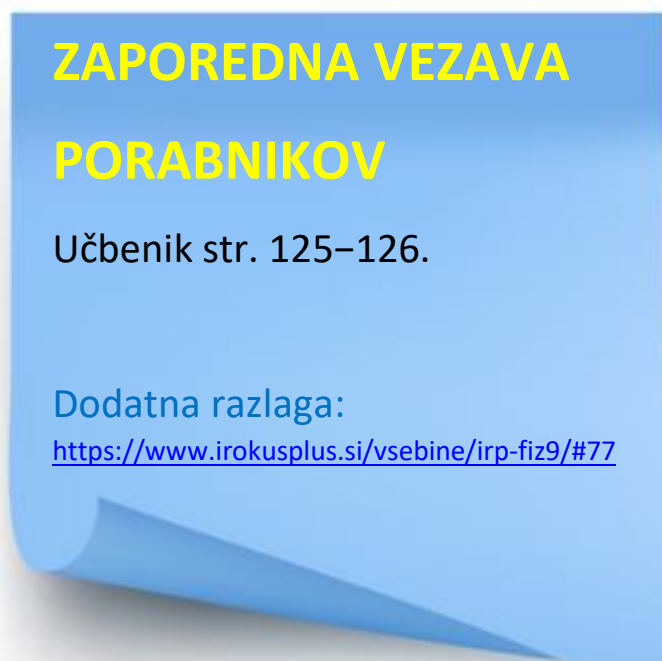 ZAPOREDNA VEZAVA
PORABNIKOV
Učbenik str. 125−126.
Dodatna razlaga:
https://www.irokusplus.si/vsebine/irp-fiz9/#77